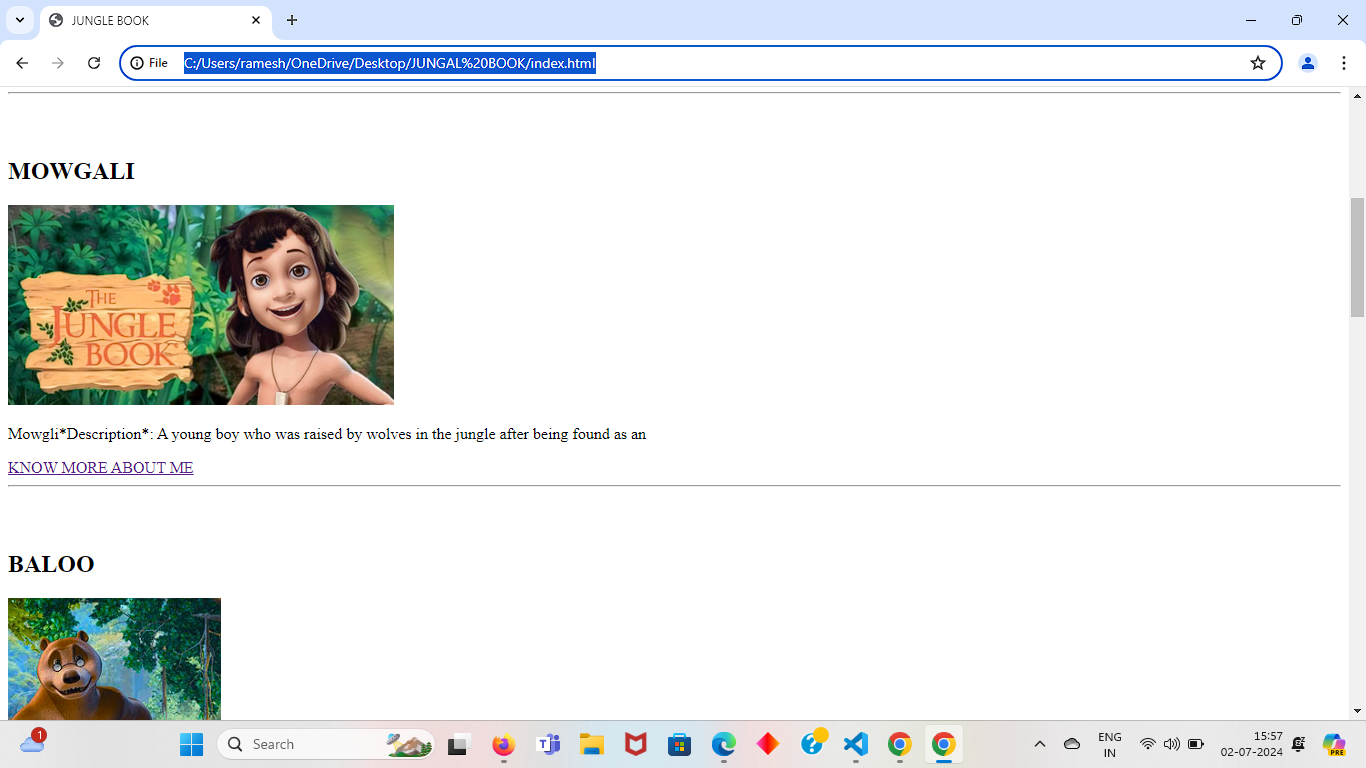 JUNGLE BOOK
File
C:/Users/ramesh/OneDrive/Desktop/JUNGAL%20BOOK/index.html
MOWGALI
THE
JUNGLE
BOOK
Mowgli*Description*: A young boy who was raised by wolves in the jungle after being found as an
KNOW MORE ABOUT ME
BALOO
1
Search
ENG
IN
15:57
02-07-2024
PRE